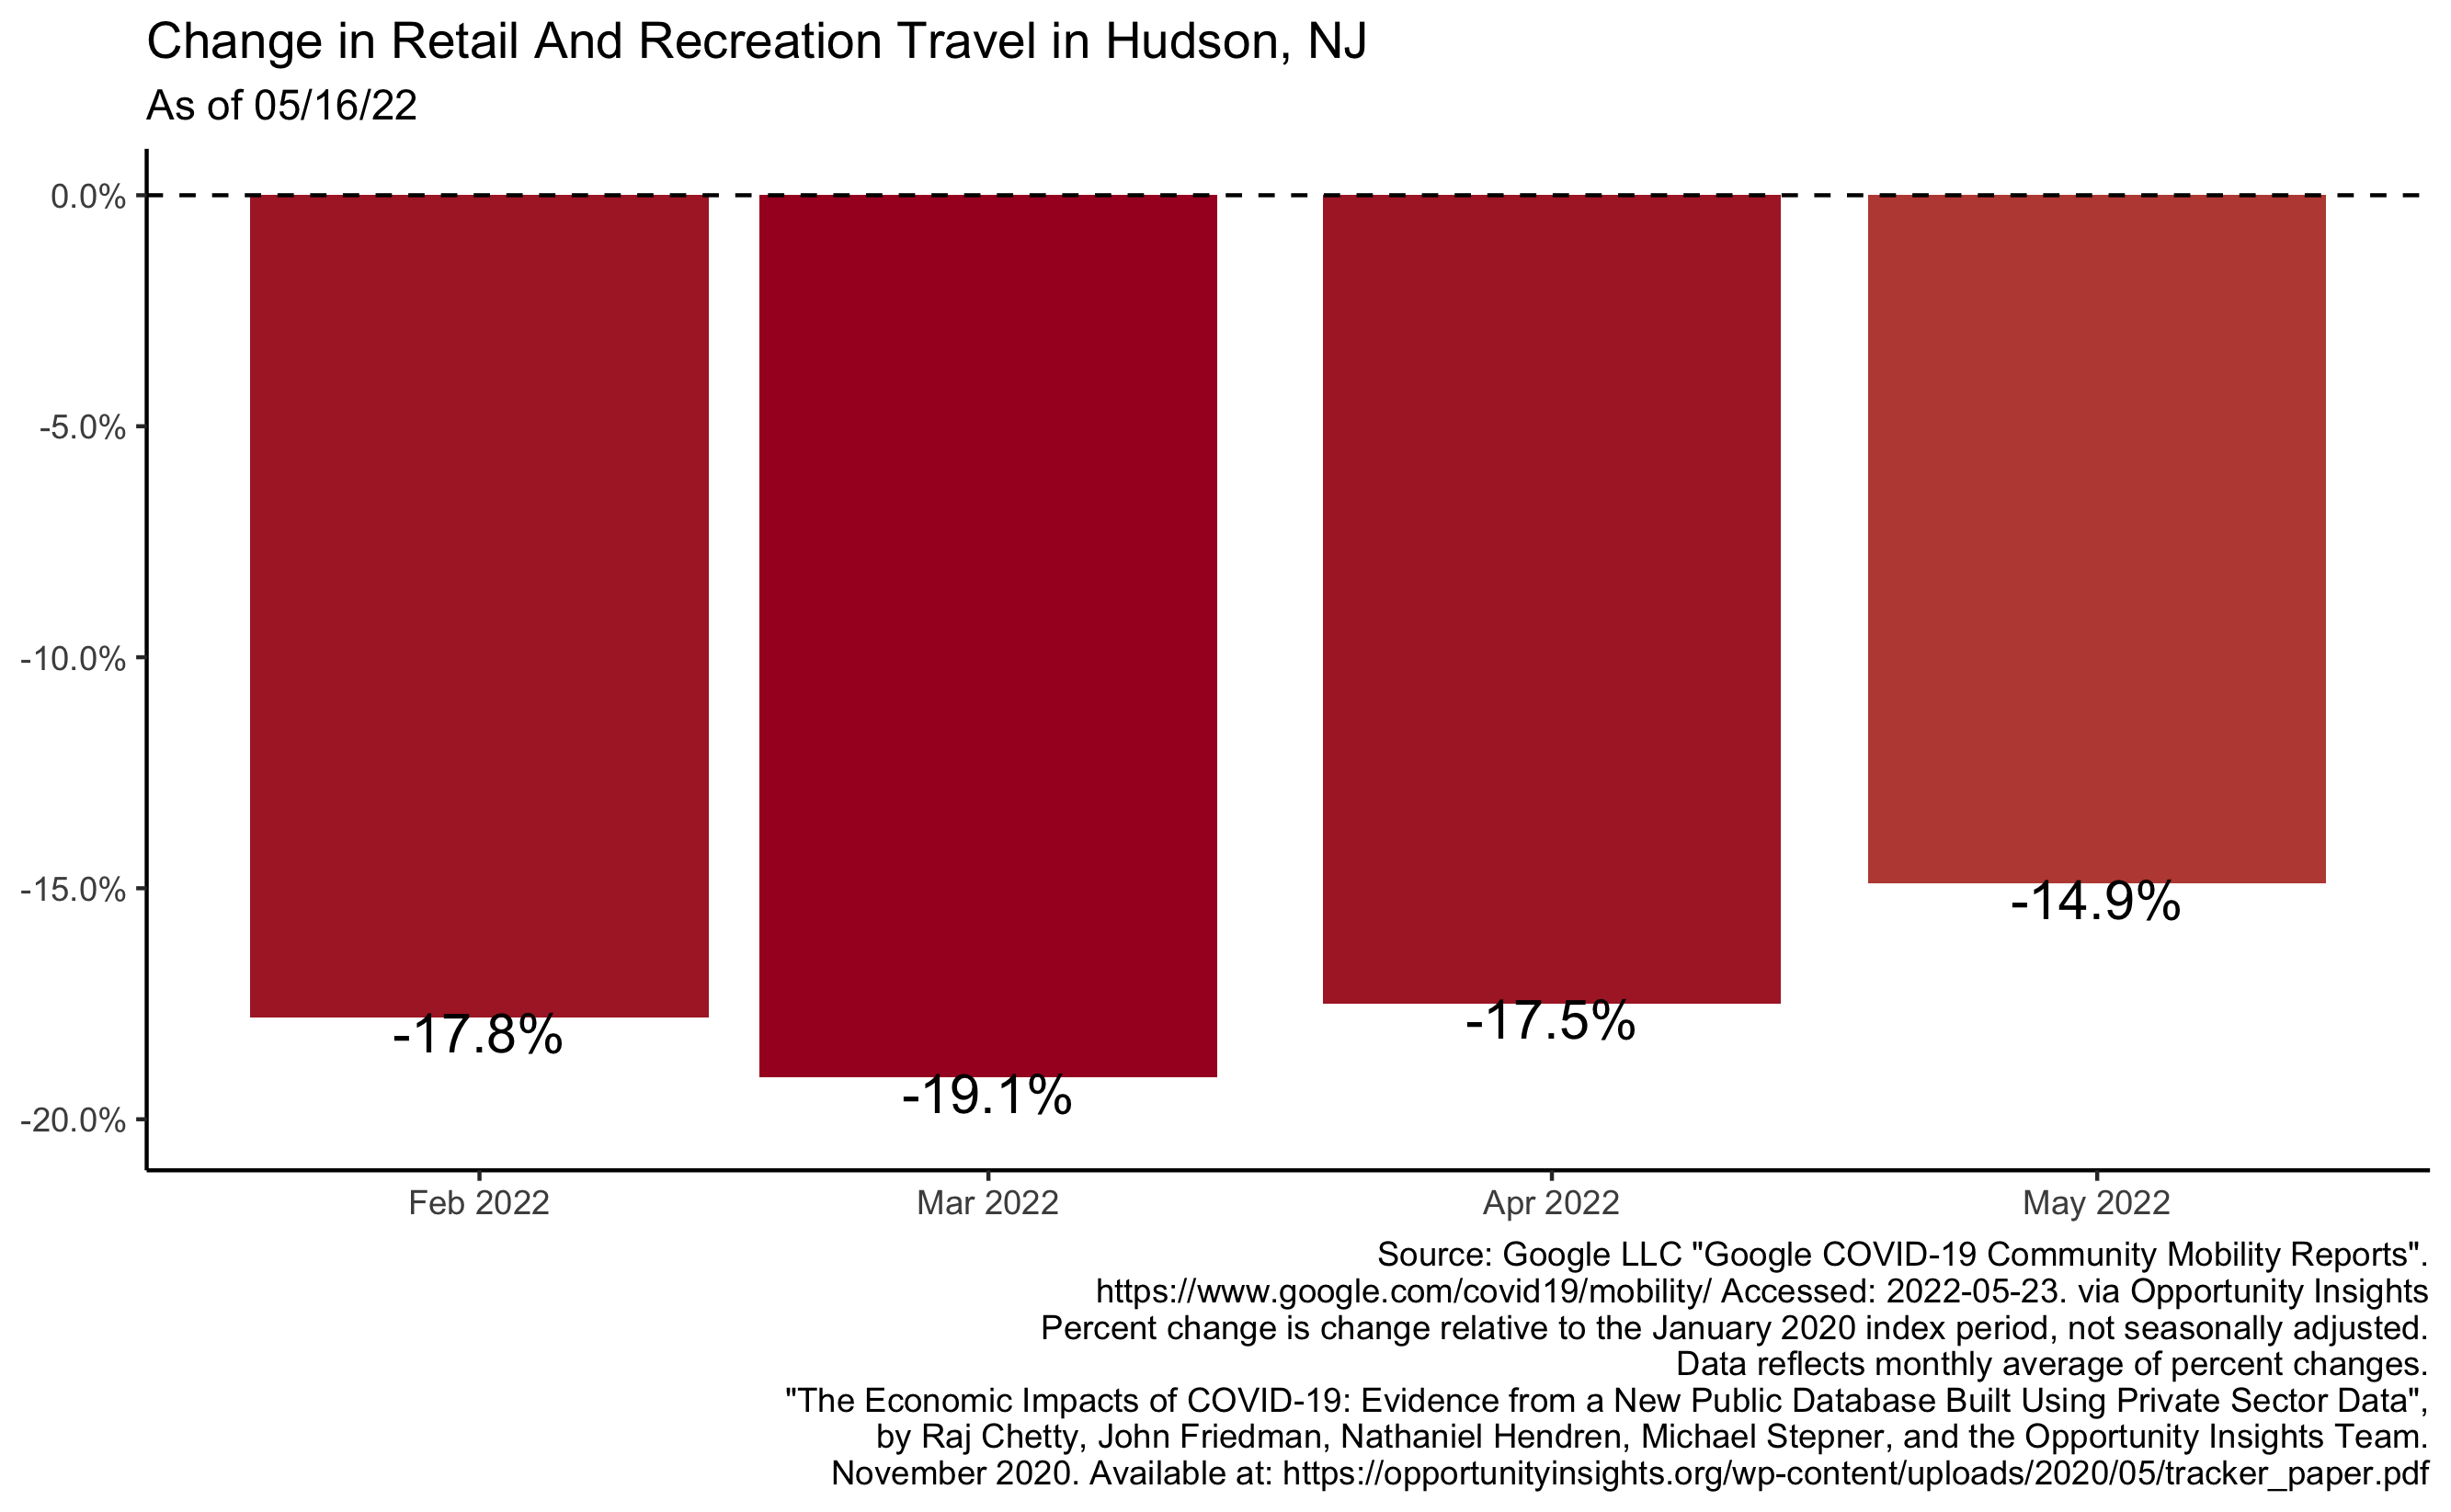 Change in Retail And Recreation Travel in Hudson, NJ
As of 05/16/22
0.0%
-5.0%
-10.0%
-15.0%
-20.0%
-17.8%
-19.1%
-17.5%
-14.9%
Feb 2022
Mar 2022
Apr 2022
May 2022
Source: Google LLC "Google COVID-19 Community Mobility Reports".
https://www.google.com/covid19/mobility/ Accessed: 2022-05-23. via Opportunity Insights
Percent change is change relative to the January 2020 index period, not seasonally adjusted.
Data reflects monthly average of percent changes.
"The Economic Impacts of COVID-19: Evidence from a New Public Database Built Using Private Sector Data",
by Raj Chetty, John Friedman, Nathaniel Hendren, Michael Stepner, and the Opportunity Insights Team.
November 2020. Available at: https://opportunityinsights.org/wp-content/uploads/2020/05/tracker_paper.pdf